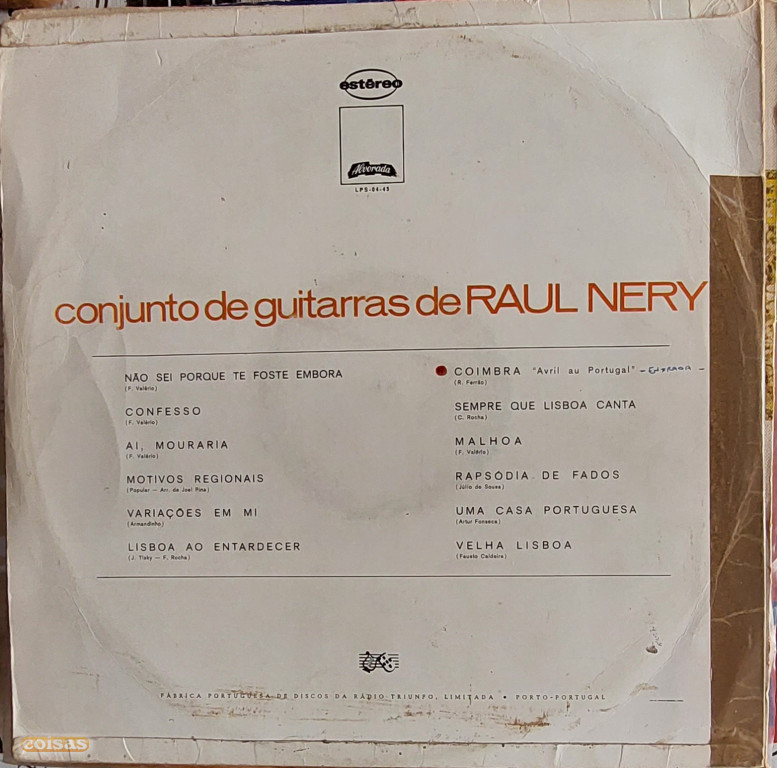 estéreo
Alvorada
LPS-04-49
conjunto de guitarras de RAUL NERY
NÃO SEI PORQUE TE FOSTE EMBORA
(F. Valério)
CONFESSO
(F. Valério)
AI, MOURARIA
(F. Valério)
MOTIVOS REGIONAIS
(Popular — Arr. de Joel Pina)
VARIAÇÕES EM MI
(Armandinho)
LISBOA AO ENTARDECER
(J. Tisky — F. Rocha)
COIMBRA "Avril au Portugal" - ENTRADA -
(R. Ferrão)
SEMPRE QUE LISBOA CANTA
(C. Rocha)
MALHOA
(F. Valério)
RAPSÓDIA DE FADOS
(Júlio de Sousa)
UMA CASA PORTUGUESA
(Artur Fonseca)
VELHA LISBOA
(Fausto Caldeira)
FÁBRICA PORTUGUESA DE DISCOS DA RÁDIO TRIUNFO, LIMITADA • PORTO-PORTUGAL
coisas